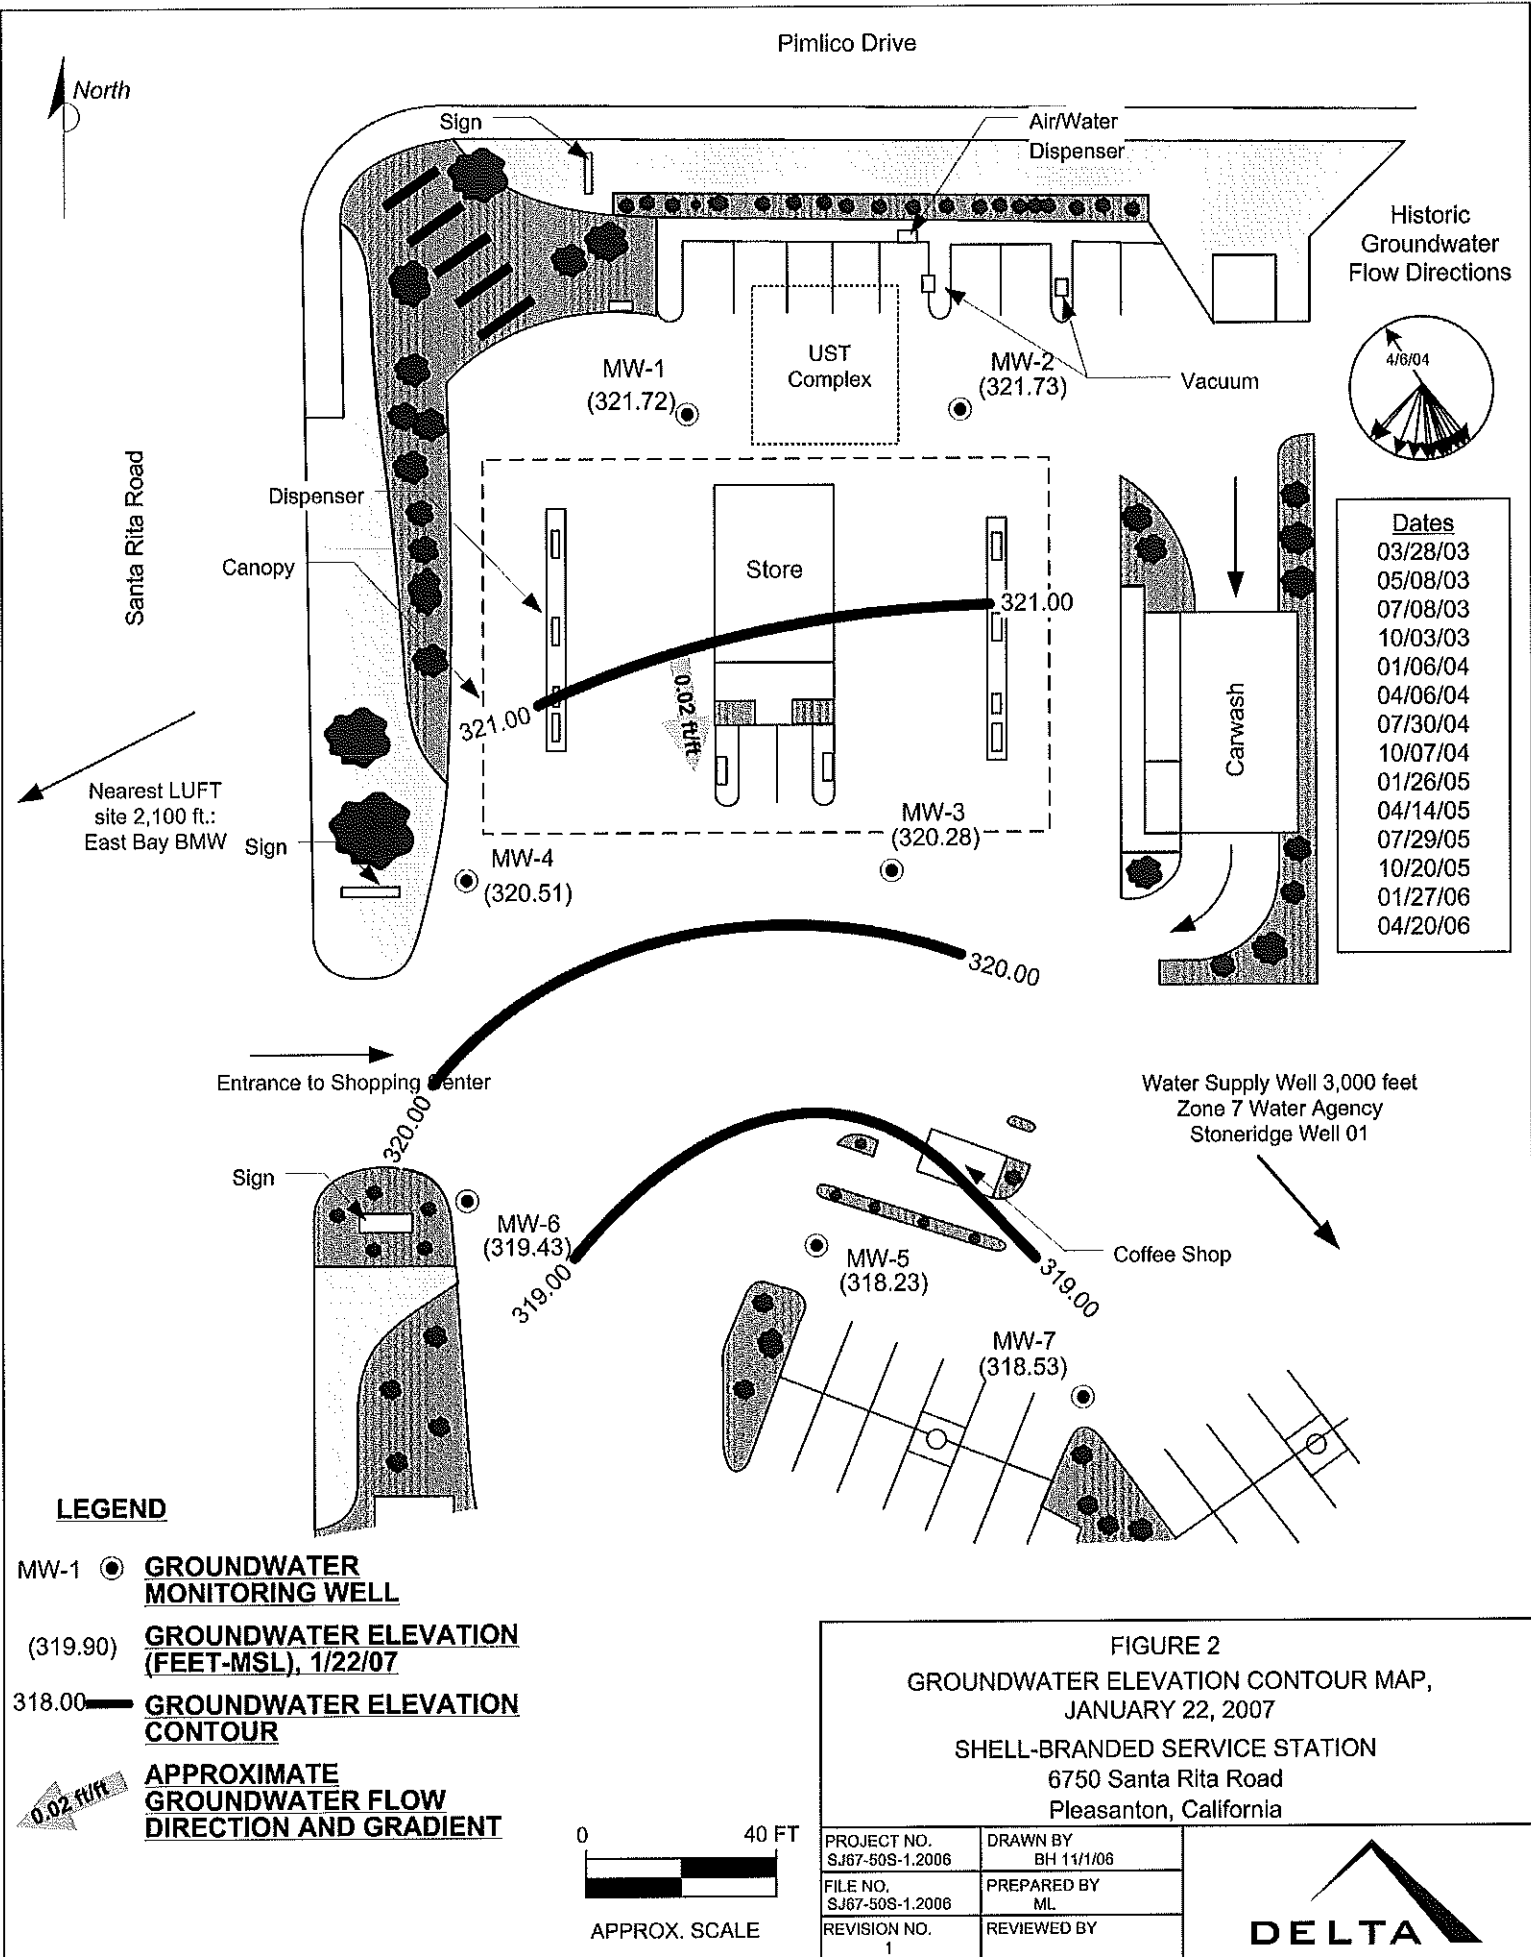 Pimlico Drive
North
Sign
Air/Water
Dispenser
Historic
Groundwater
Flow Directions
4/6/04
MW-1
(321.72)
UST
Complex
MW-2
(321.73)
Vacuum
Santa Rita Road
Dispenser
Canopy
Store
321.00
321.00
0.02 ft/ft
Carwash
Dates
03/28/03
05/08/03
07/08/03
10/03/03
01/06/04
04/06/04
07/30/04
10/07/04
01/26/05
04/14/05
07/29/05
10/20/05
01/27/06
04/20/06
Nearest LUFT
site 2,100 ft.:
East Bay BMW
Sign
MW-4
(320.51)
MW-3
(320.28)
320.00
Entrance to Shopping Center
320.00
Water Supply Well 3,000 feet
Zone 7 Water Agency
Stoneridge Well 01
Sign
MW-6
(319.43)
319.00
MW-5
(318.23)
Coffee Shop
319.00
MW-7
(318.53)
LEGEND
MW-1 GROUNDWATER
MONITORING WELL
(319.90) GROUNDWATER ELEVATION
(FEET-MSL), 1/22/07
318.00 GROUNDWATER ELEVATION
CONTOUR
0.02 ft/ft APPROXIMATE
GROUNDWATER FLOW
DIRECTION AND GRADIENT
0 40 FT
APPROX. SCALE
FIGURE 2
GROUNDWATER ELEVATION CONTOUR MAP,
JANUARY 22, 2007
SHELL-BRANDED SERVICE STATION
6750 Santa Rita Road
Pleasanton, California
PROJECT NO.
SJ67-50S-1.2006
DRAWN BY
BH 11/1/06
FILE NO.
SJ67-50S-1.2006
PREPARED BY
ML
REVISION NO.
1
REVIEWED BY
DELTA